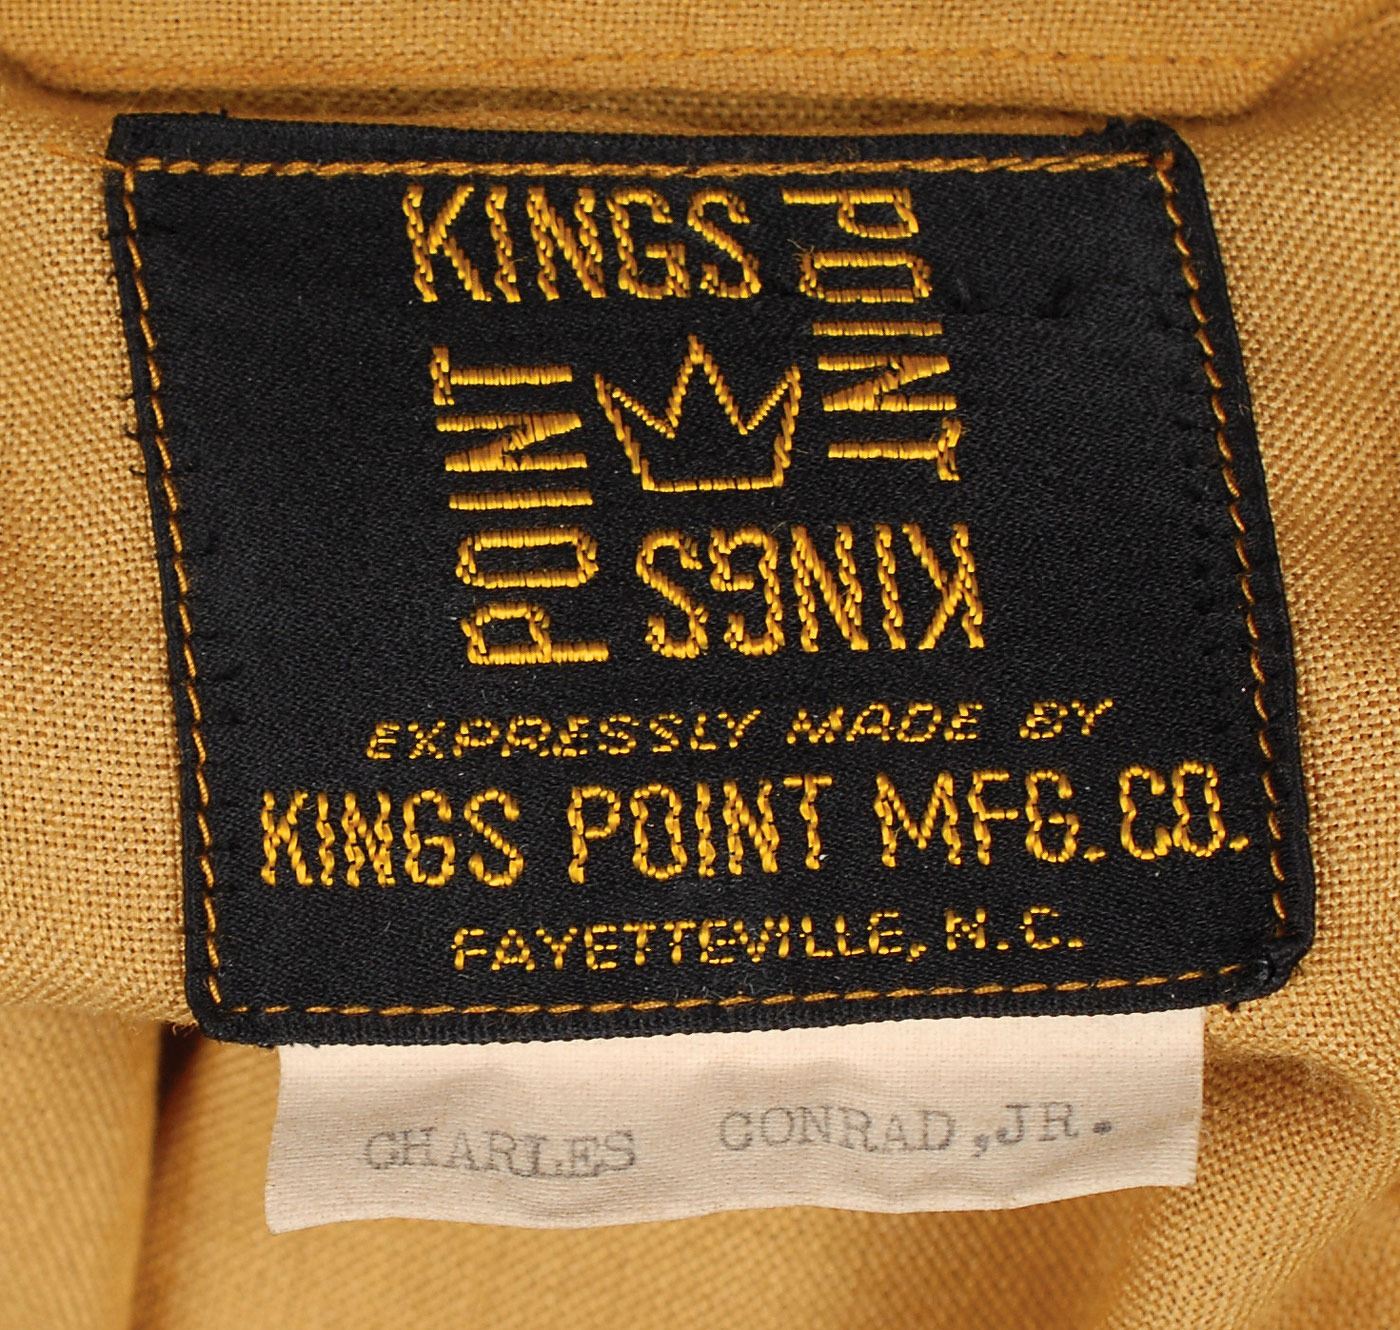 KINGS
POINT
KINGS
POINT
EXPRESSLY MADE BY
KINGS POINT MFG. CO.
FAYETTEVILLE, N.C.
CHARLES CONRAD, JR.